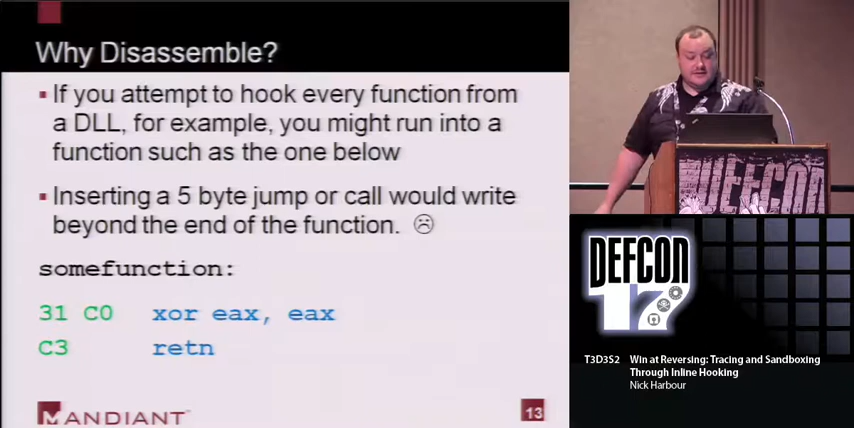 Why Disassemble?
▪ If you attempt to hook every function from
a DLL, for example, you might run into a
function such as the one below
▪ Inserting a 5 byte jump or call would write
beyond the end of the function. ☹
somefunction:
31 C0 xor eax, eax
C3 retn
MANDIANT
13
DEFCON
DEFCON
17
T3D3S2 Win at Reversing: Tracing and Sandboxing
Through Inline Hooking
Nick Harbour